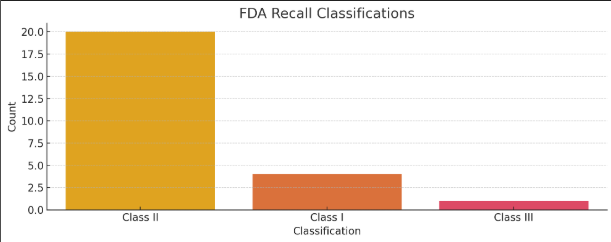 FDA Recall Classifications
20.0
17.5
15.0
12.5
10.0
7.5
5.0
2.5
0.0
Count
Class II Class I Class III
Classification